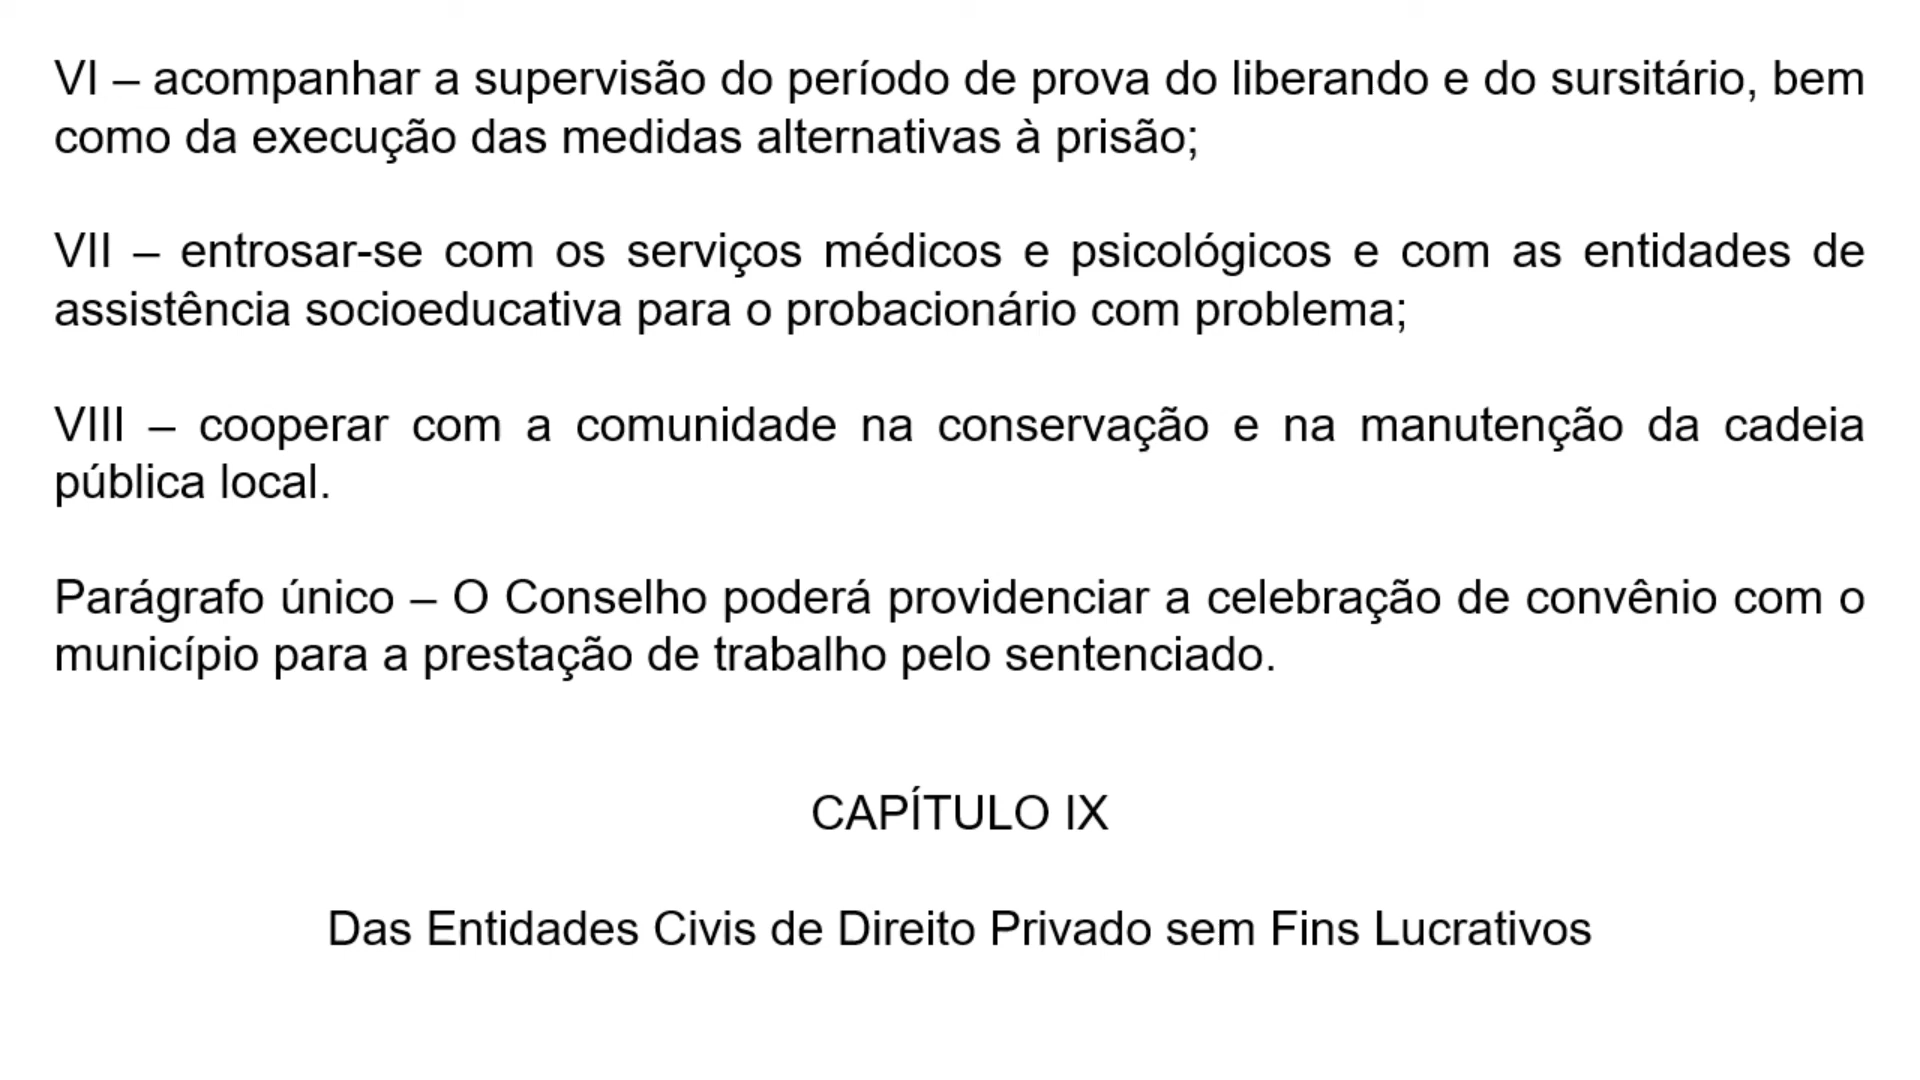 VI – acompanhar a supervisão do período de prova do liberando e do sursitário, bem
como da execução das medidas alternativas à prisão;
VII – entrosar-se com os serviços médicos e psicológicos e com as entidades de
assistência socioeducativa para o probacionário com problema;
VIII – cooperar com a comunidade na conservação e na manutenção da cadeia
pública local.
Parágrafo único – O Conselho poderá providenciar a celebração de convênio com o
município para a prestação de trabalho pelo sentenciado.
CAPÍTULO IX
Das Entidades Civis de Direito Privado sem Fins Lucrativos